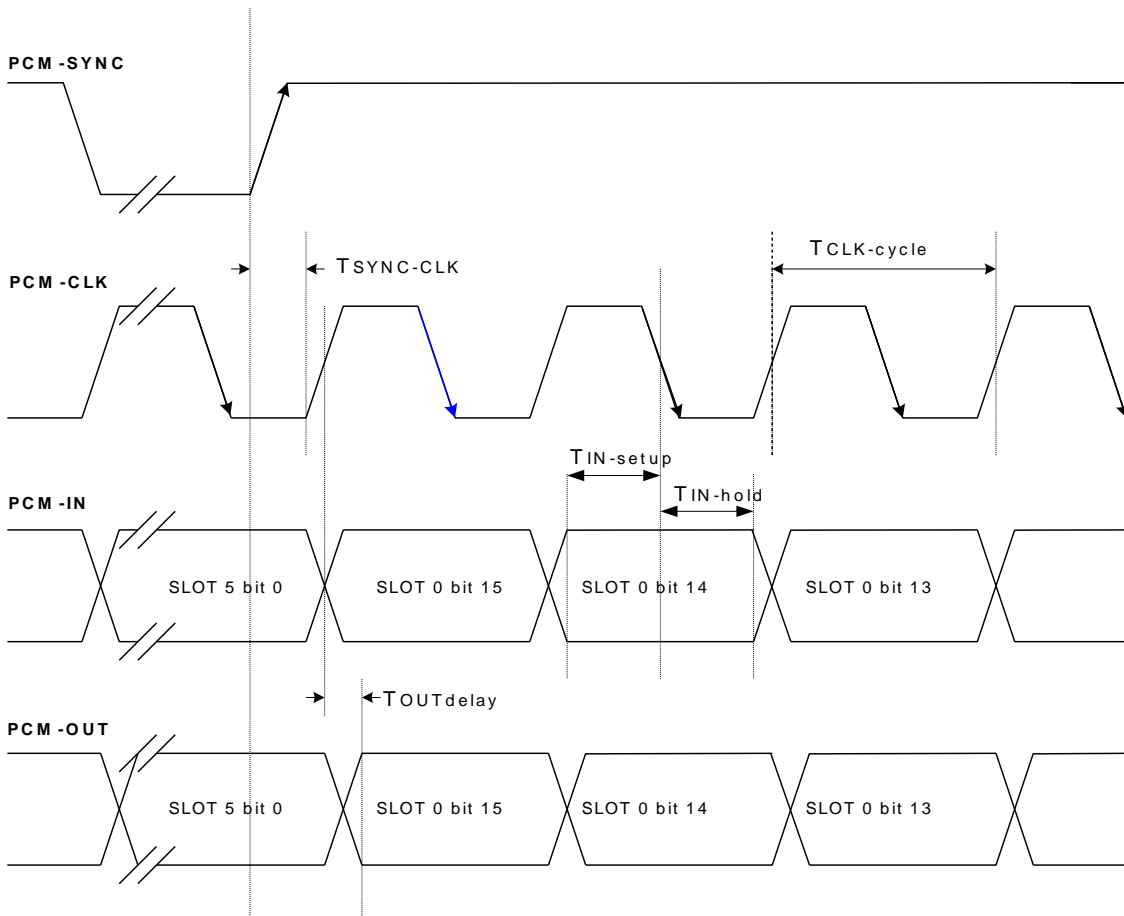 PCM-SYNC
TSYNC-CLK
TCLK-cycle
PCM-CLK
TIN-setup
TIN-hold
PCM-IN
SLOT 5 bit 0
SLOT 0 bit 15
SLOT 0 bit 14
SLOT 0 bit 13
TOUTdelay
PCM-OUT
SLOT 5 bit 0
SLOT 0 bit 15
SLOT 0 bit 14
SLOT 0 bit 13